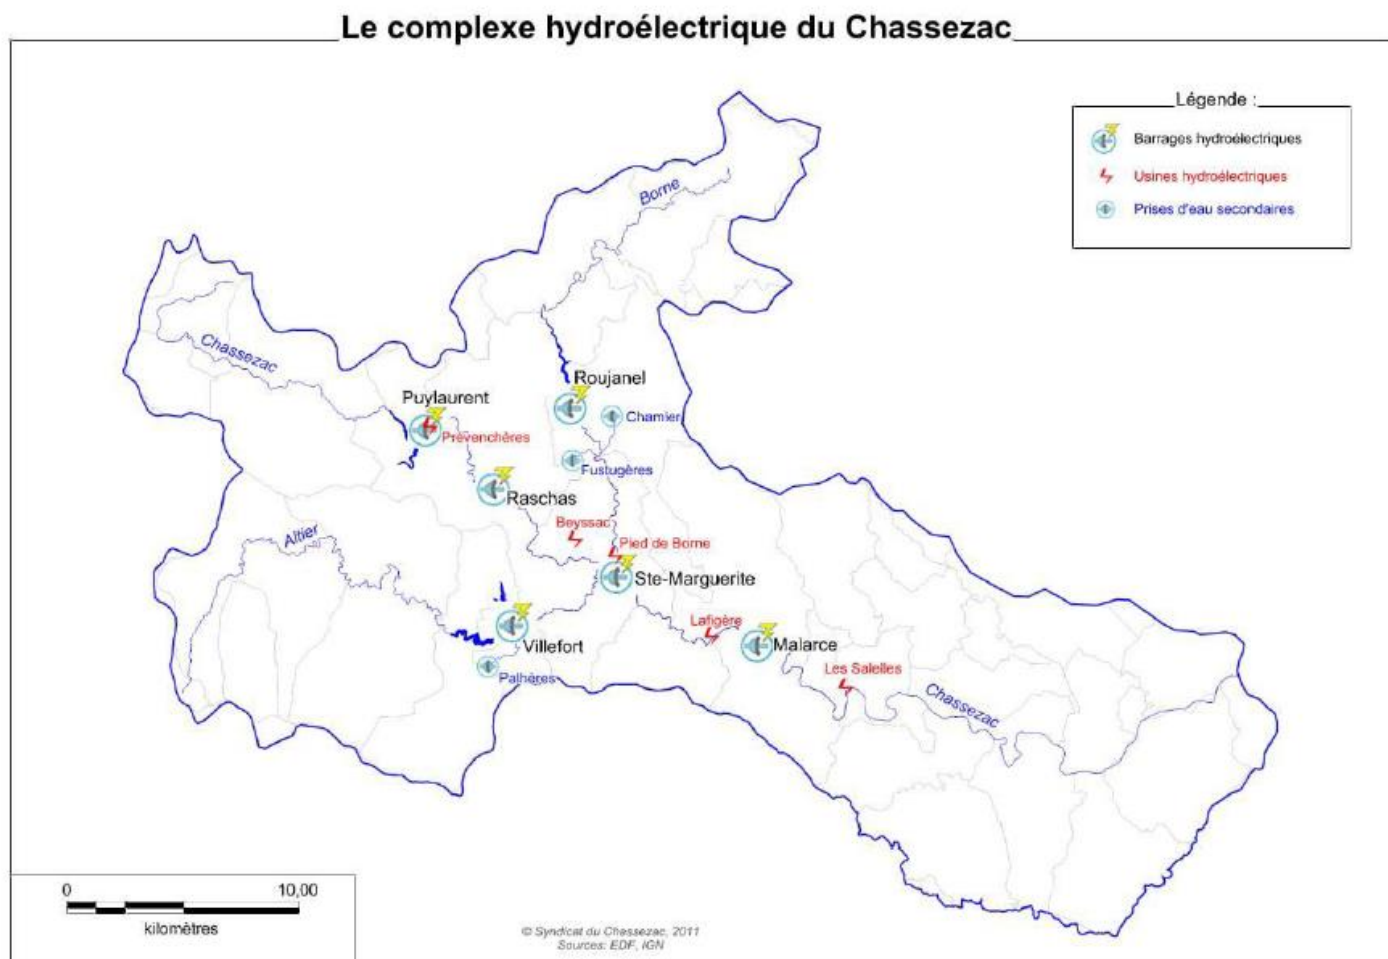 Le complexe hydroélectrique du Chassezac
Légende :
Barrages hydroélectriques
Usines hydroélectriques
Prises d'eau secondaires
Borne
Chassezac
Roujanel
Puylaurent
Chamier
Prévenchères
Fustugères
Raschas
Beyssac
Altier
Pied de Borne
Ste-Marguerite
Lafigère
Villefort
Malarce
Les Salelles
Palhères
Chassezac
0 10,00
kilomètres
© Syndicat du Chassezac, 2011
Sources: EDF, IGN